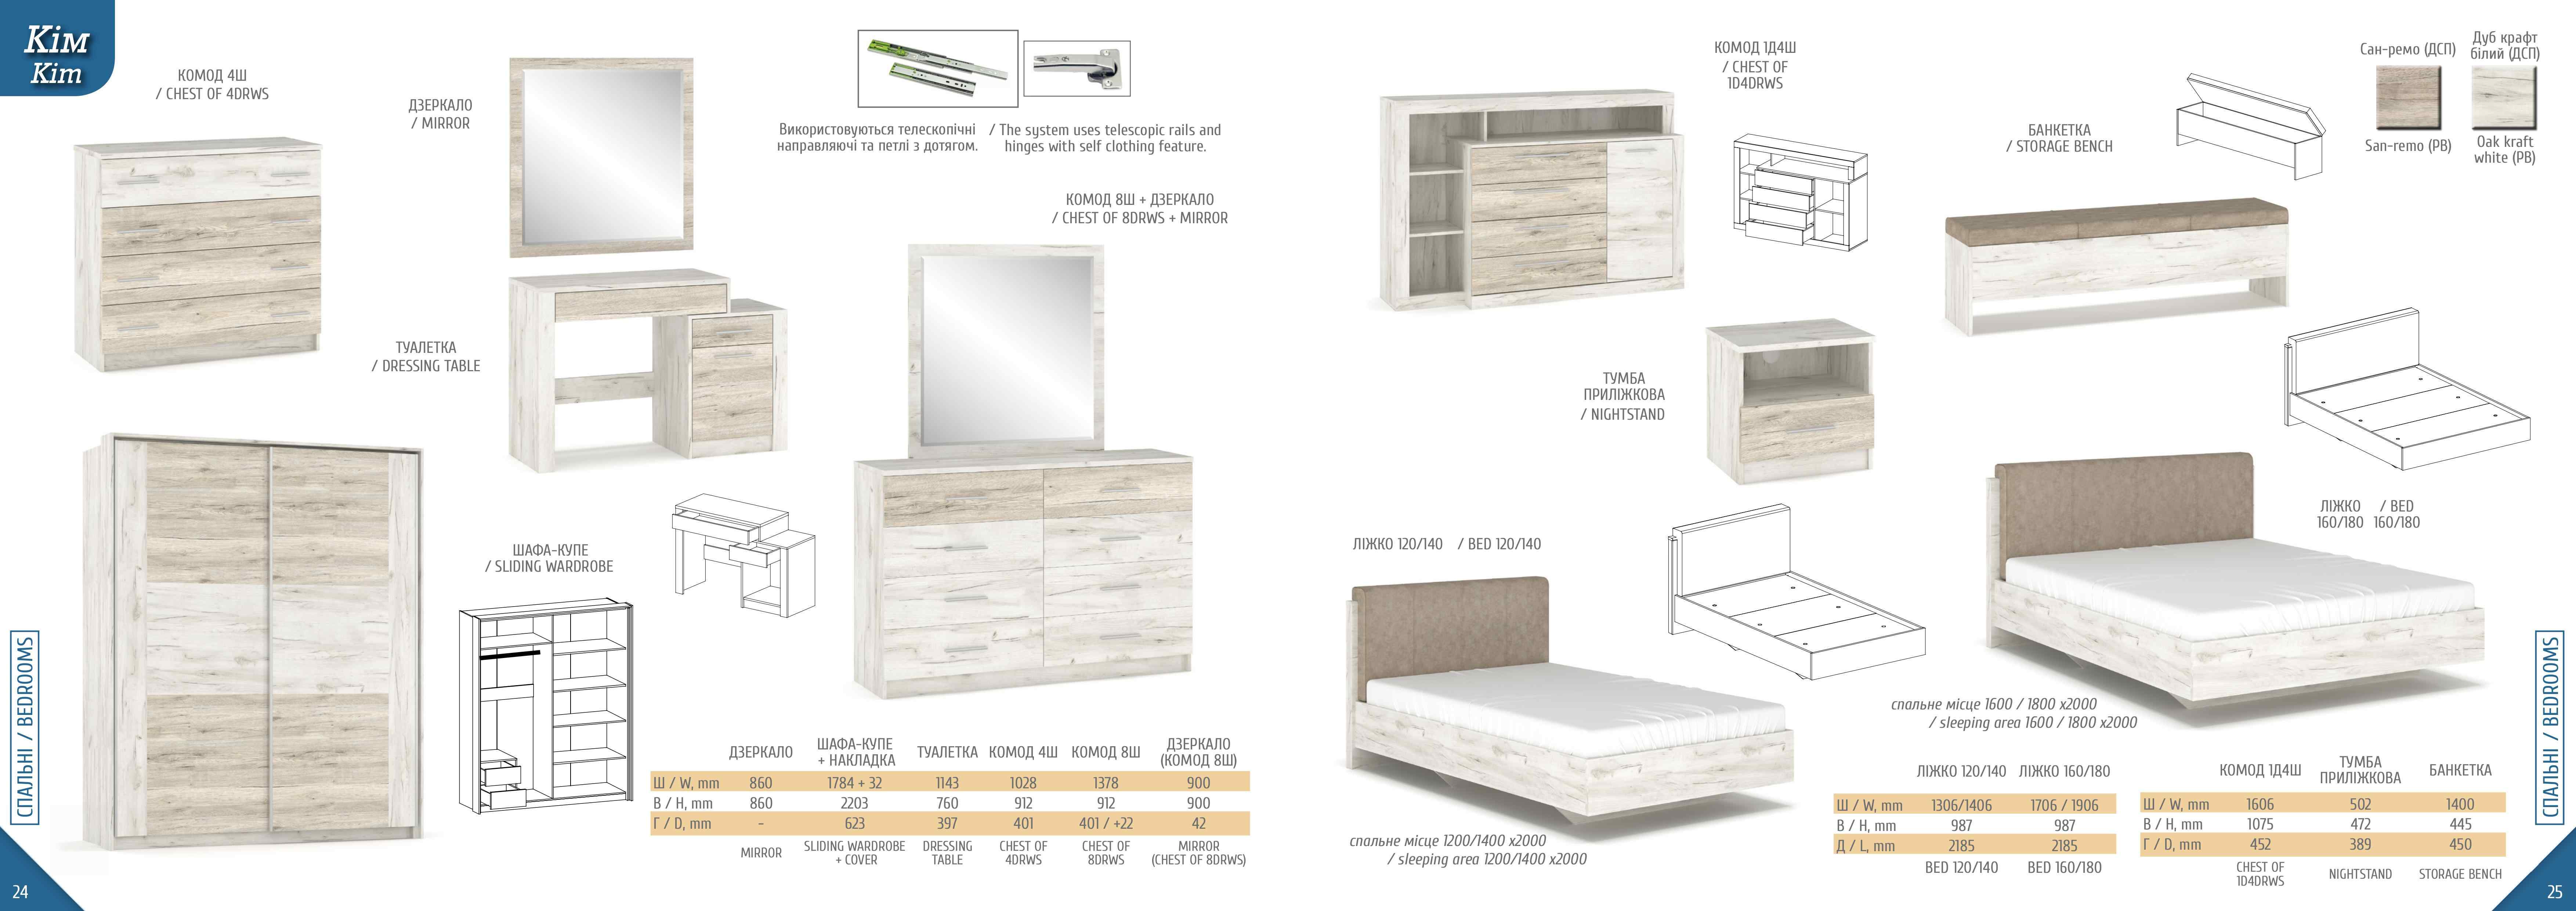 Кім
Kim
КОМОД 4Ш
/ CHEST OF 4DRWS
ДЗЕРКАЛО
/ MIRROR
Використовуються телескопічні
направляючі та петлі з дотягом.
/ The system uses telescopic rails and
hinges with self clothing feature.
КОМОД 8Ш + ДЗЕРКАЛО
/ CHEST OF 8DRWS + MIRROR
ТУАЛЕТКА
/ DRESSING TABLE
ШАФА-КУПЕ
/ SLIDING WARDROBE
СПАЛЬНІ / BEDROOMS
ДЗЕРКАЛО ШАФА-КУПЕ + НАКЛАДКА ТУАЛЕТКА КОМОД 4Ш КОМОД 8Ш ДЗЕРКАЛО (КОМОД 8Ш)
Ш / W, mm 860 1784 + 32 1143 1028 1378 900
В / H, mm 860 2203 760 912 912 900
Г / D, mm - 623 397 401 401 / +22 42
MIRROR SLIDING WARDROBE + COVER DRESSING TABLE CHEST OF 4DRWS CHEST OF 8DRWS MIRROR (CHEST OF 8DRWS)
24
КОМОД 1Д4Ш
/ CHEST OF
1D4DRWS
БАНКЕТКА
/ STORAGE BENCH
Сан-ремо (ДСП)
San-remo (PB)
Дуб крафт
білий (ДСП)
Oak kraft
white (PB)
ТУМБА
ПРИЛІЖКОВА
/ NIGHTSTAND
ЛІЖКО 120/140 / BED 120/140
ЛІЖКО / BED
160/180 160/180
спальне місце 1600 / 1800 х2000
/ sleeping area 1600 / 1800 x2000
спальне місце 1200/1400 х2000
/ sleeping area 1200/1400 x2000
ЛІЖКО 120/140 ЛІЖКО 160/180
Ш / W, mm 1306/1406 1706 / 1906
В / H, mm 987 987
Д / L, mm 2185 2185
BED 120/140 BED 160/180
КОМОД 1Д4Ш ТУМБА ПРИЛІЖКОВА БАНКЕТКА
Ш / W, mm 1606 502 1400
В / H, mm 1075 472 445
Г / D, mm 452 389 450
CHEST OF 1D4DRWS NIGHTSTAND STORAGE BENCH
СПАЛЬНІ / BEDROOMS
25